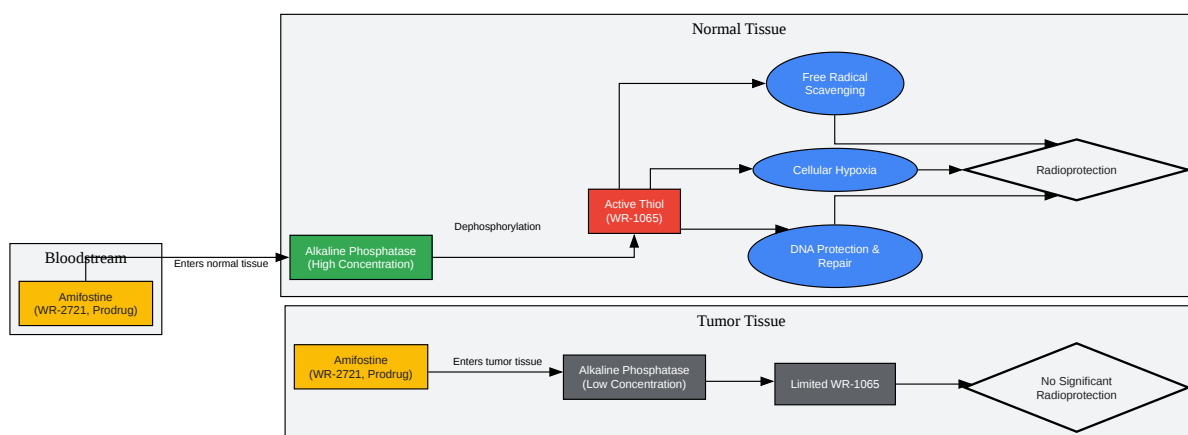 Normal Tissue
Free Radical
Scavenging
Cellular Hypoxia
Radioprotection
Active Thiol
(WR-1065)
Dephosphorylation
DNA Protection &
Repair
Alkaline Phosphatase
(High Concentration)
Bloodstream
Enters normal tissue
Amifostine
(WR-2721, Prodrug)
Tumor Tissue
Amifostine
(WR-2721, Prodrug)
Enters tumor tissue
Alkaline Phosphatase
(Low Concentration)
Limited WR-1065
No Significant
Radioprotection